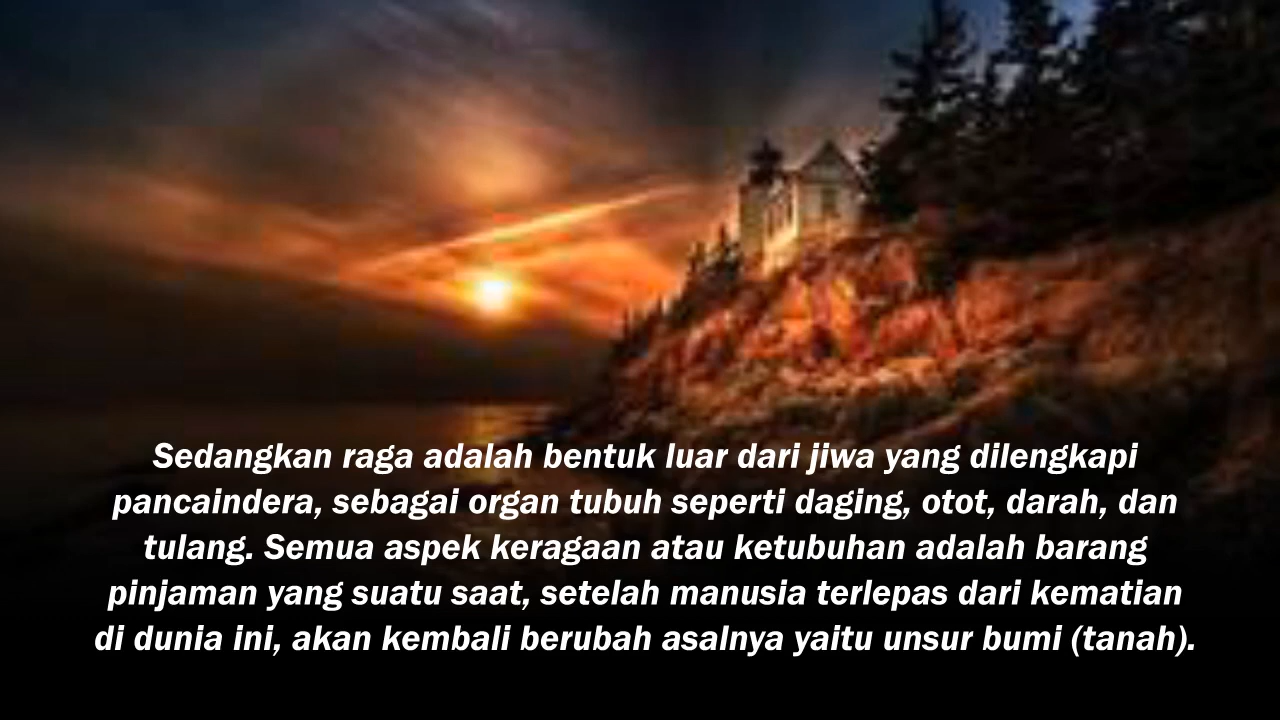 Sedangkan raga adalah bentuk luar dari jiwa yang dilengkapi
pancaindera, sebagai organ tubuh seperti daging, otot, darah, dan
tulang. Semua aspek keragaan atau ketubuhan adalah barang
pinjaman yang suatu saat, setelah manusia terlepas dari kematian
di dunia ini, akan kembali berubah asalnya yaitu unsur bumi (tanah).